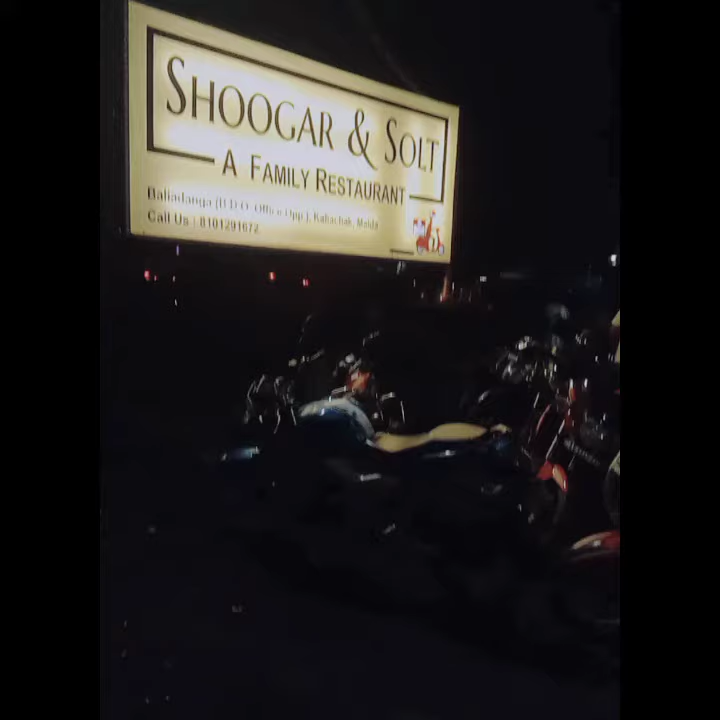 SHOOGAR & SOLT
A FAMILY RESTAURANT
Baliadanga (B.D.O. Office Opp.), Kaliachak, Malda
Call Us : 8101291672